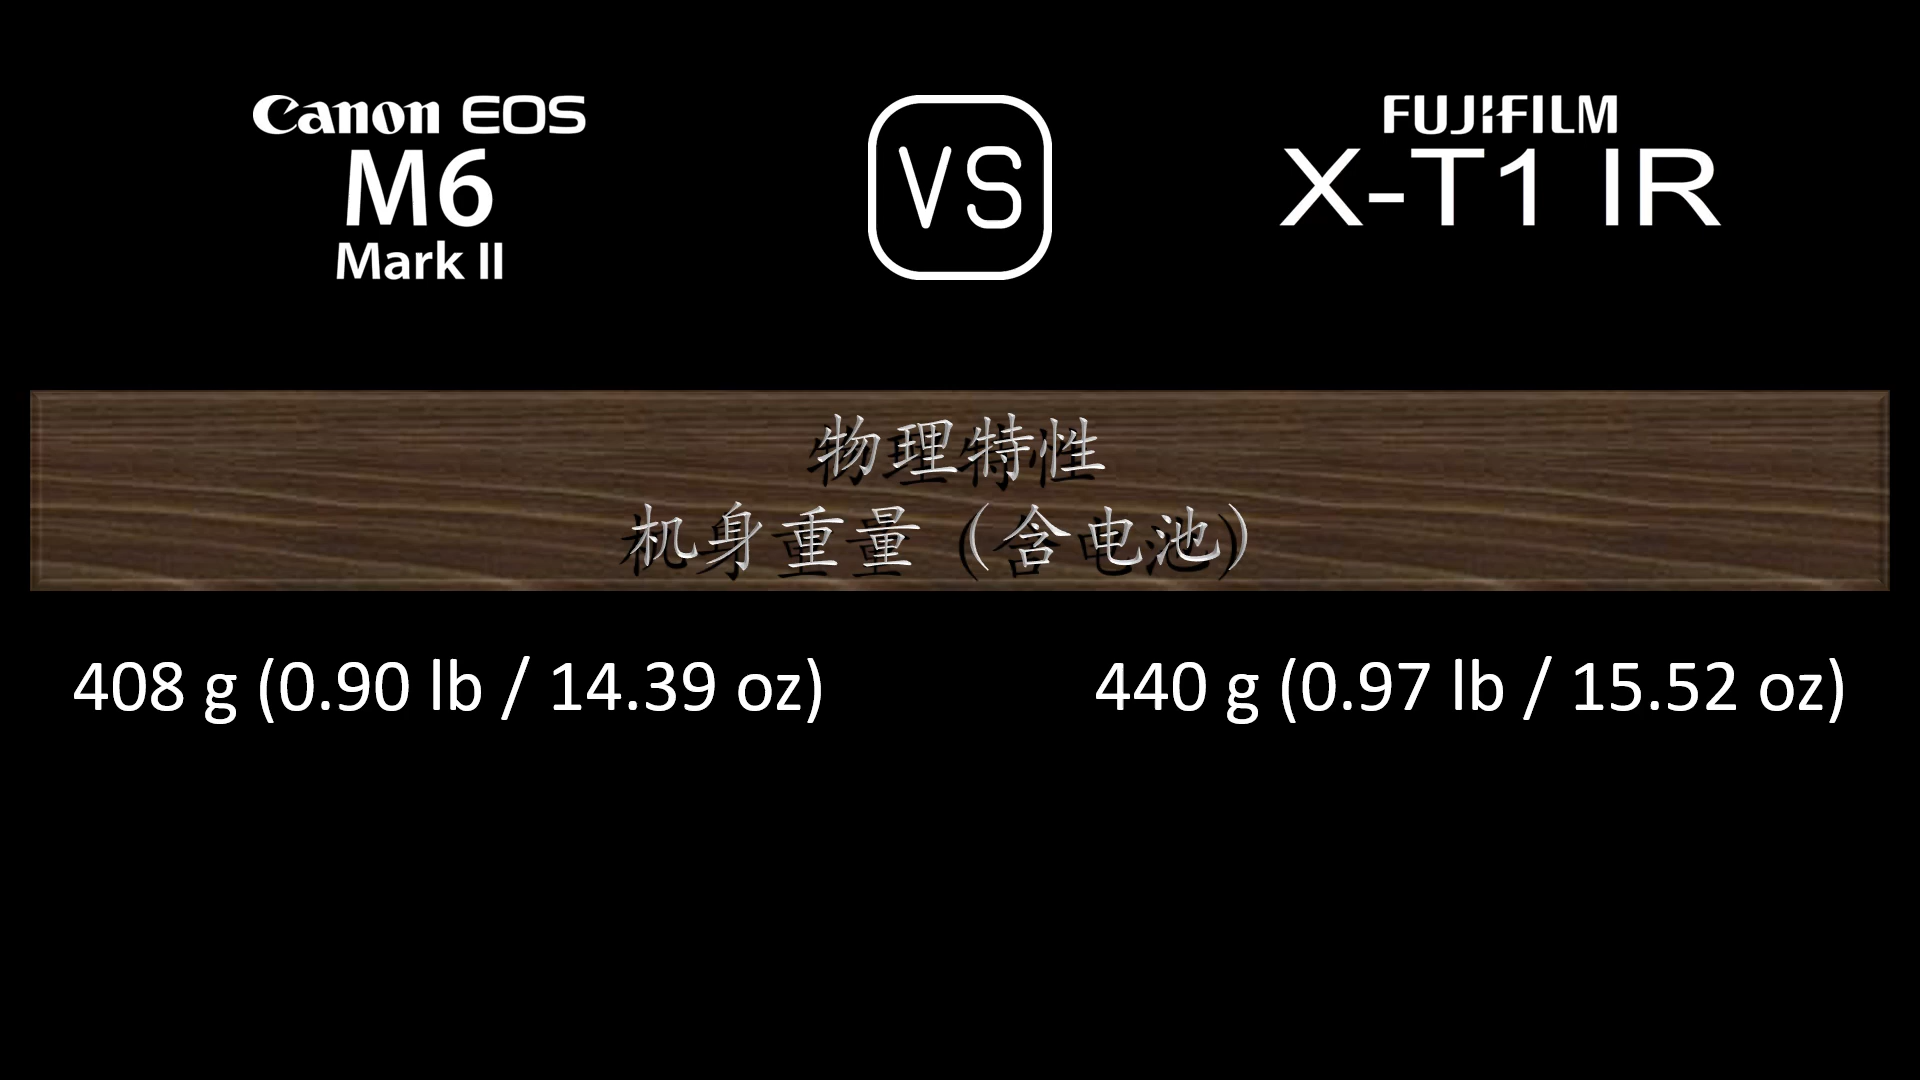 Canon EOS
M6
Mark II
VS
FUJIFILM
X-T1 IR
物理特性
机身重量（含电池）
408 g (0.90 lb / 14.39 oz)
440 g (0.97 lb / 15.52 oz)